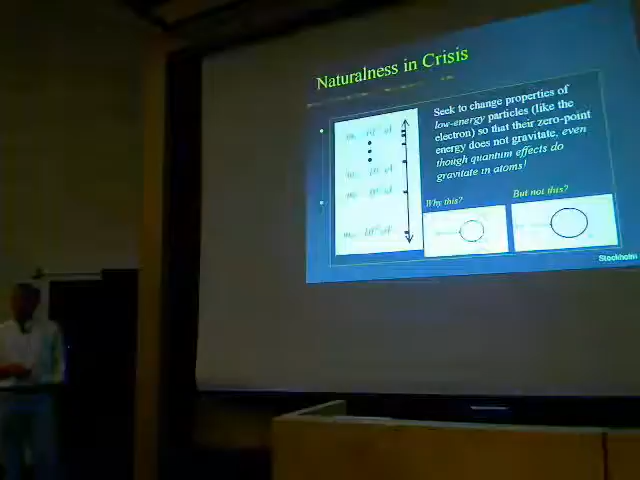 Naturalness in Crisis
Seek to change properties of
low-energy particles (like the
electron) so that their zero-point
energy does not gravitate, even
though quantum effects do
gravitate in atoms!
Why this?
But not this?
Stockholm